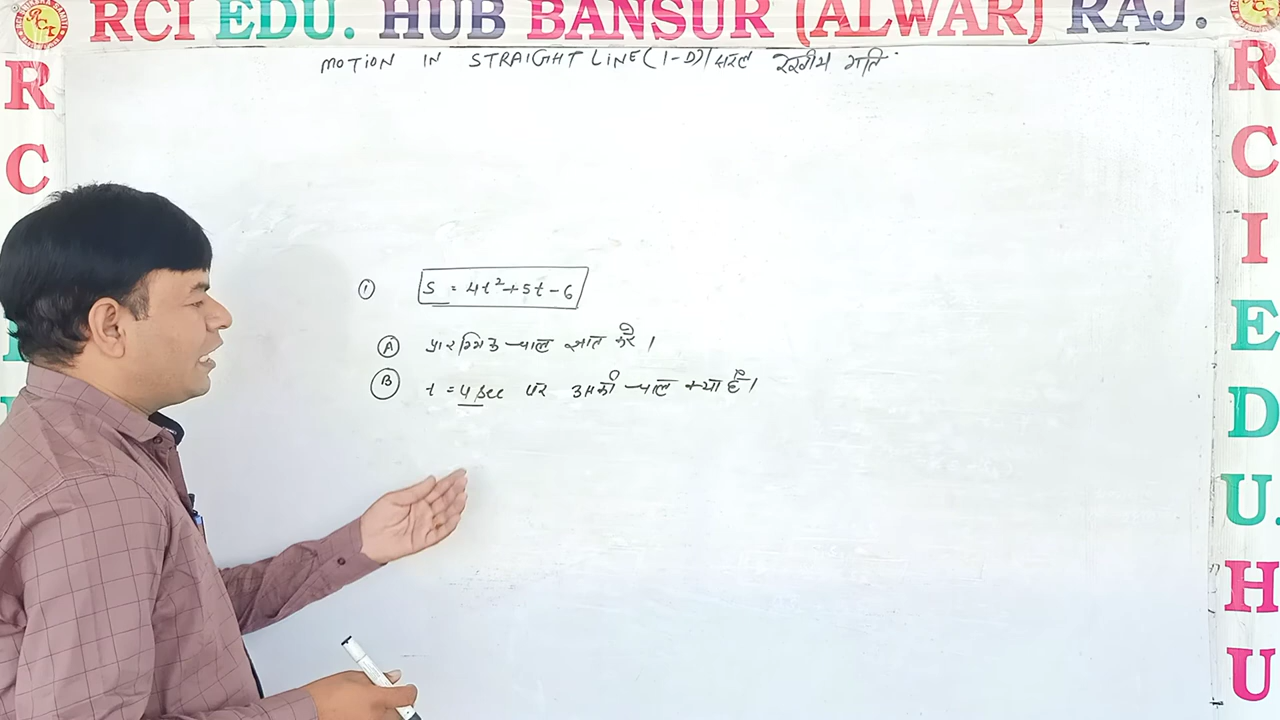 RCI EDU. HUB BANSUR (ALWAR) RAJ.
MOTION IN STRAIGHT LINE (1-D) / सरल रेखीय गति
① S = 4t²+5t-6
Ⓐ प्रारम्भिक चाल ज्ञात करे।
Ⓑ t = 4 sec पर उसकी चाल क्या है।
R
C
R
C
I
E
D
U.
H
U